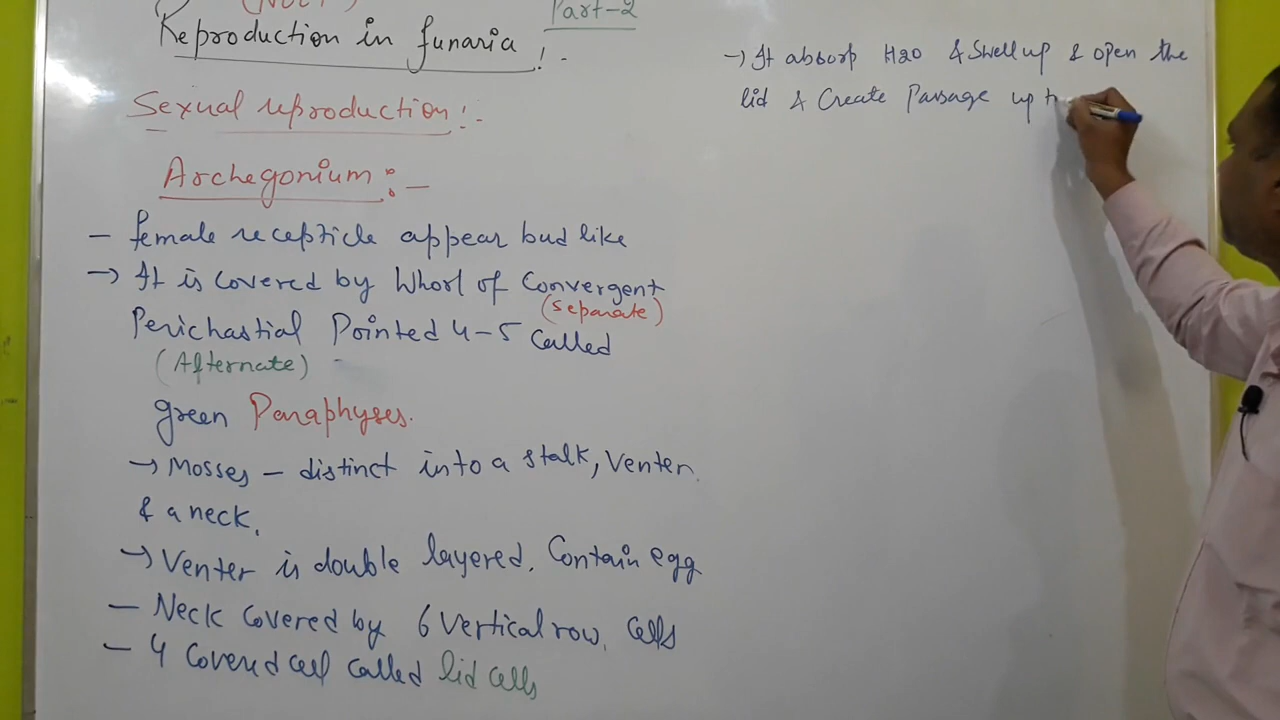 Part-2
Reproduction in funaria !.-
Sexual reproduction !:-
Archegonium :-
- female recepticle appear bud like
→ It is covered by Whorl of Convergent
(Separate)
Perichastial Pointed 4-5 Called
(Alternate)
green Paraphyses.
→ Mosses - distinct into a stalk, Venter.
& a neck.
→ Venter is double layered. Contain egg
- Neck covered by 6 vertical row. cells
- 4 covered cell called lid cells
→ It absorp H2O & Swell up & open the
lid & Create Passage up t